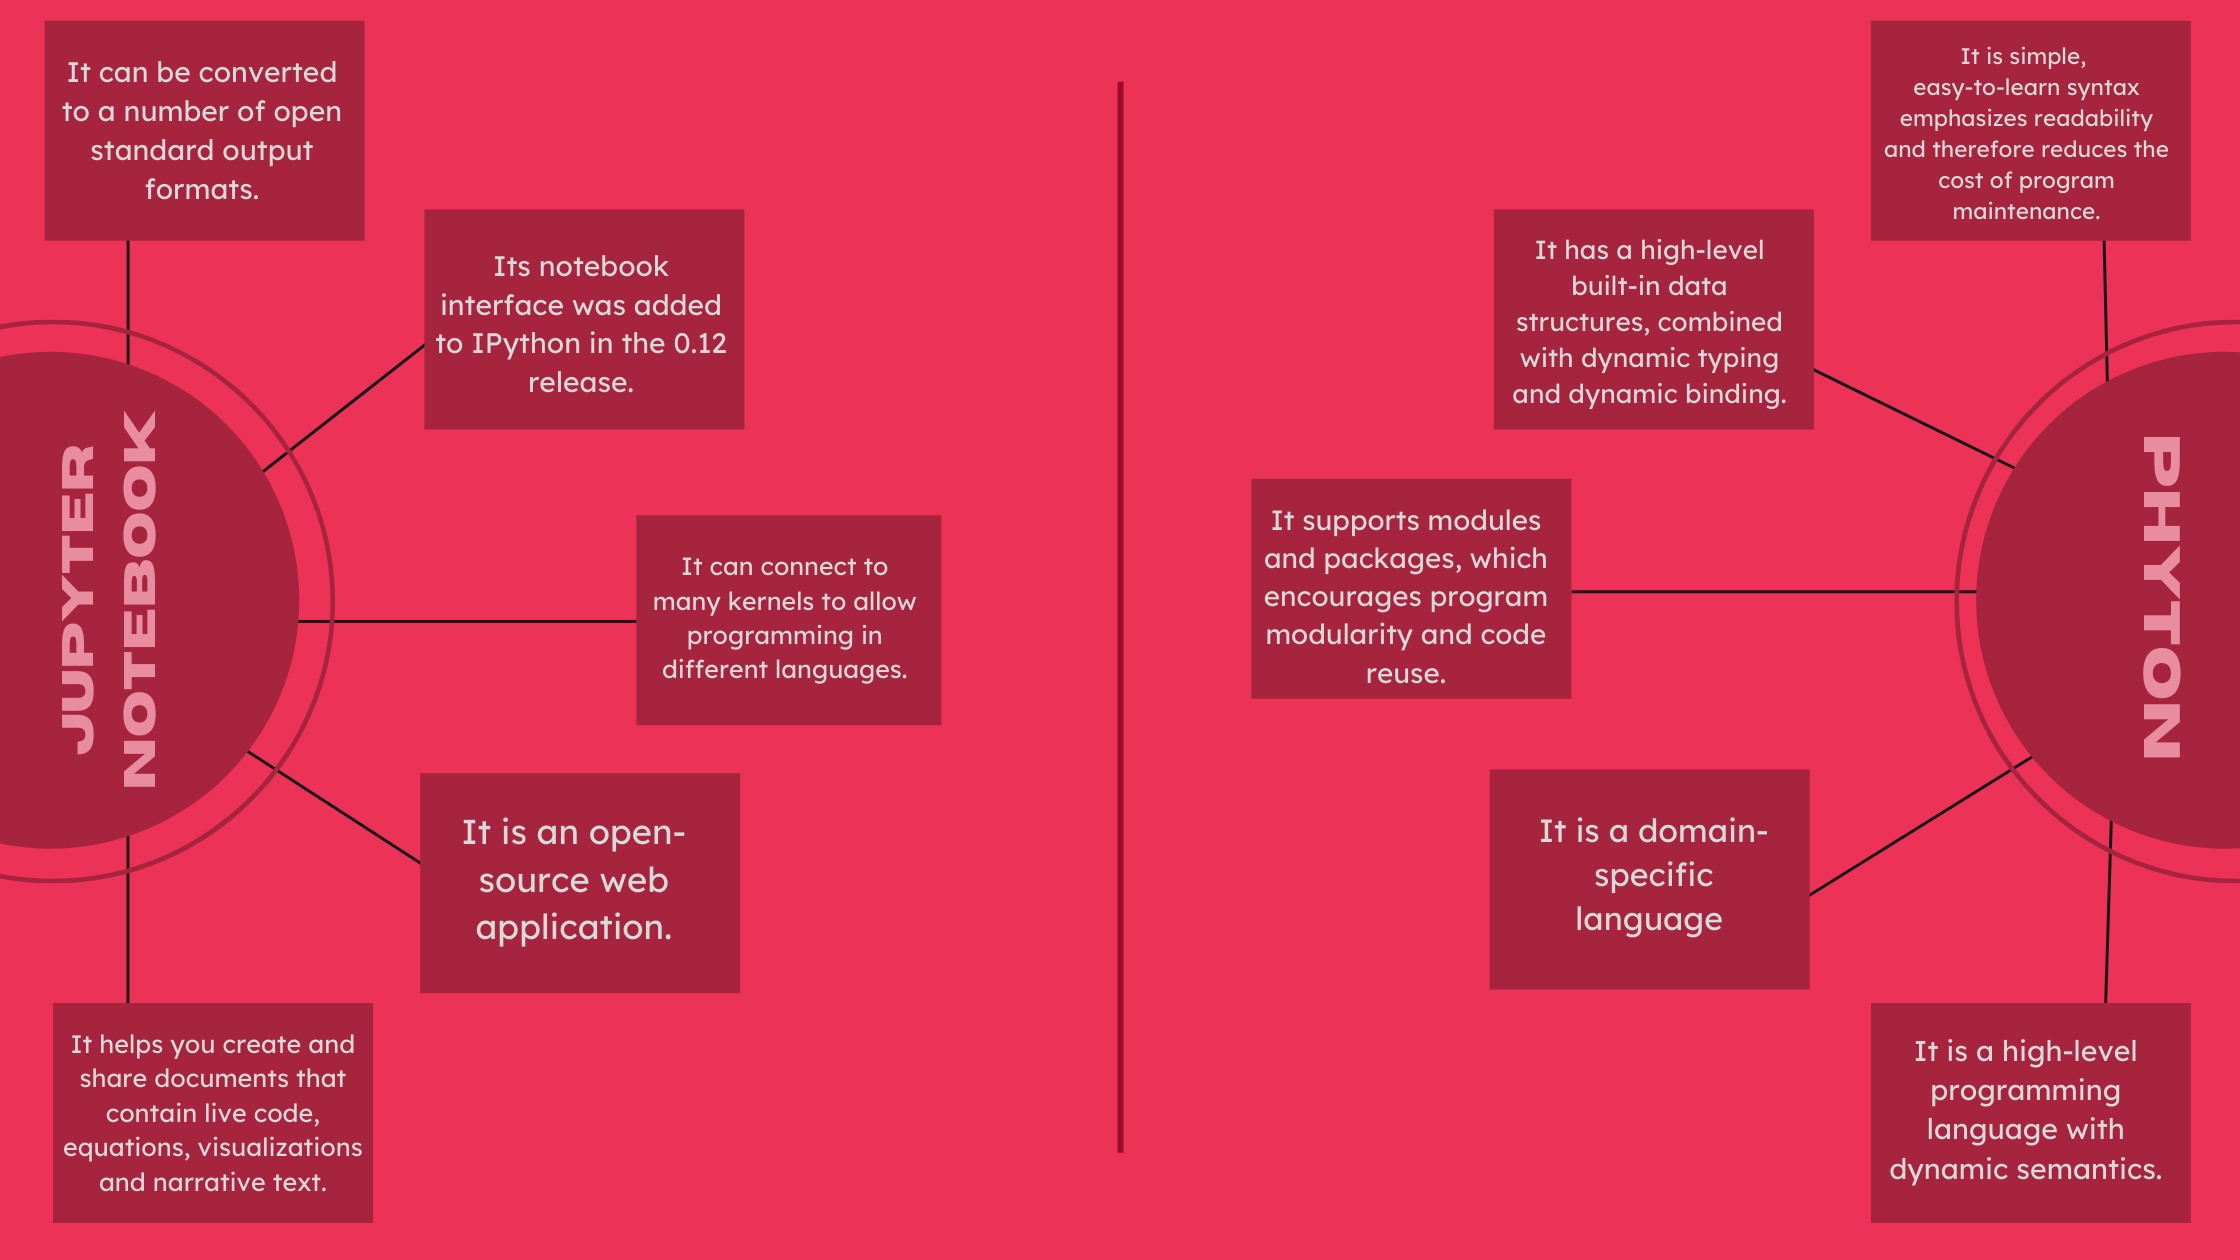 It can be converted
to a number of open
standard output
formats.
Its notebook
interface was added
to IPython in the 0.12
release.
JUPYTER
NOTEBOOK
It can connect to
many kernels to allow
programming in
different languages.
It is an open-
source web
application.
It helps you create and
share documents that
contain live code,
equations, visualizations
and narrative text.
It is simple,
easy-to-learn syntax
emphasizes readability
and therefore reduces the
cost of program
maintenance.
It has a high-level
built-in data
structures, combined
with dynamic typing
and dynamic binding.
PHYTON
It supports modules
and packages, which
encourages program
modularity and code
reuse.
It is a domain-
specific
language
It is a high-level
programming
language with
dynamic semantics.